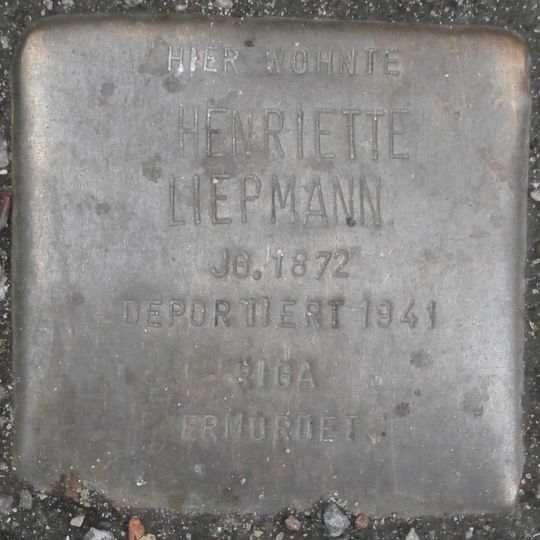 HIER WOHNTE
HENRIETTE
LIEPMANN
JG. 1872
DEPORTIERT 1941
RIGA
ERMORDET